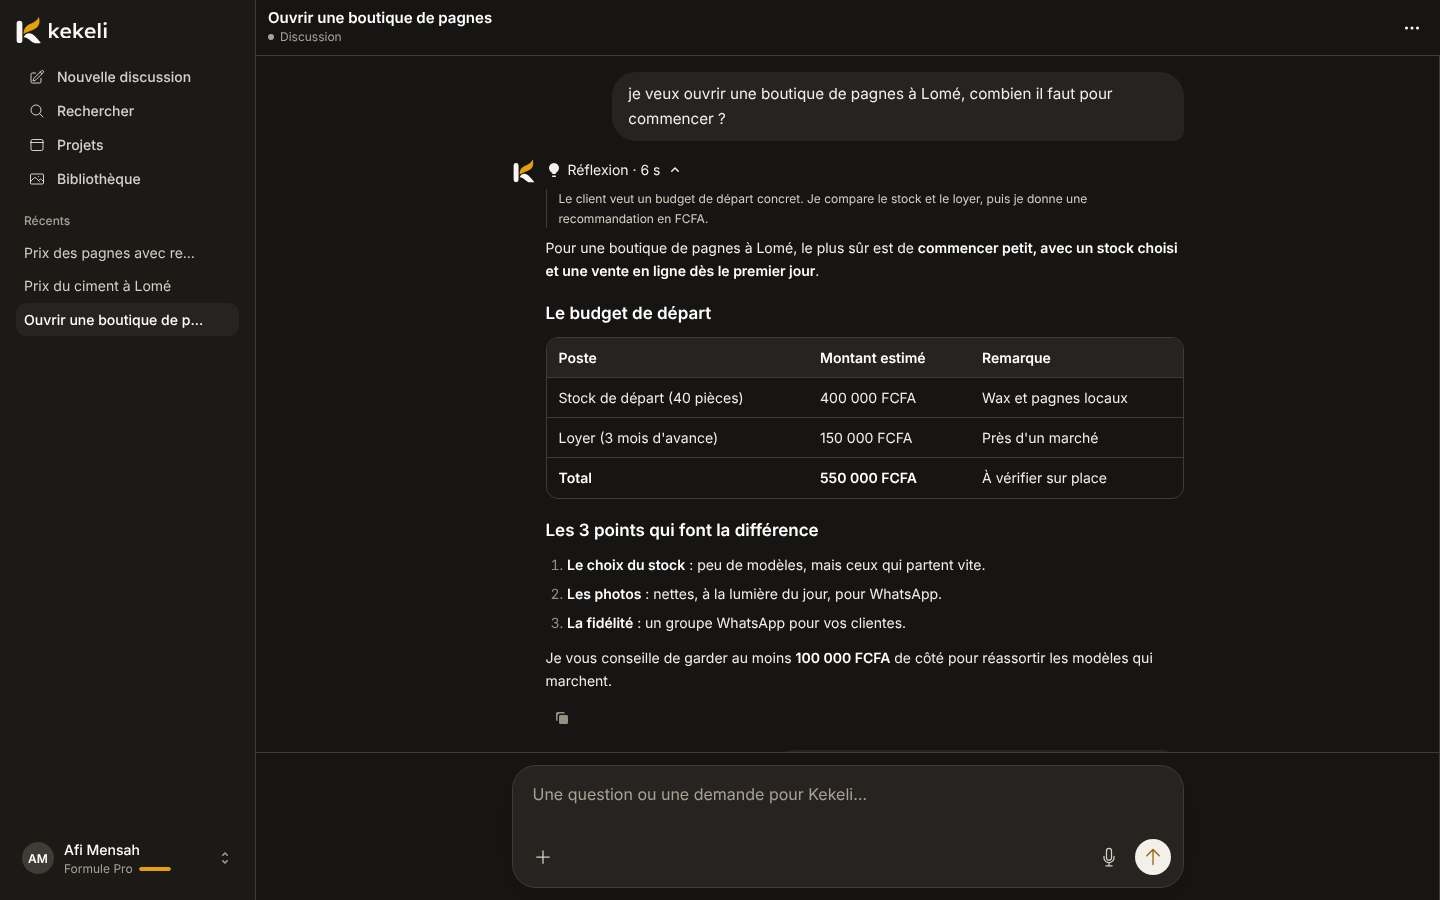 kekeli
Nouvelle discussion
Rechercher
Projets
Bibliothèque
Récents
Prix des pagnes avec re...
Prix du ciment à Lomé
Ouvrir une boutique de p...
AM
Afi Mensah
Formule Pro
Ouvrir une boutique de pagnes
Discussion
je veux ouvrir une boutique de pagnes à Lomé, combien il faut pour
commencer ?
Réflexion · 6 s
Le client veut un budget de départ concret. Je compare le stock et le loyer, puis je donne une
recommandation en FCFA.
Pour une boutique de pagnes à Lomé, le plus sûr est de commencer petit, avec un stock choisi
et une vente en ligne dès le premier jour.
Le budget de départ
Poste Montant estimé Remarque
Stock de départ (40 pièces) 400 000 FCFA Wax et pagnes locaux
Loyer (3 mois d'avance) 150 000 FCFA Près d'un marché
Total 550 000 FCFA À vérifier sur place
Les 3 points qui font la différence
1. Le choix du stock : peu de modèles, mais ceux qui partent vite.
2. Les photos : nettes, à la lumière du jour, pour WhatsApp.
3. La fidélité : un groupe WhatsApp pour vos clientes.
Je vous conseille de garder au moins 100 000 FCFA de côté pour réassortir les modèles qui
marchent.
Une question ou une demande pour Kekeli...